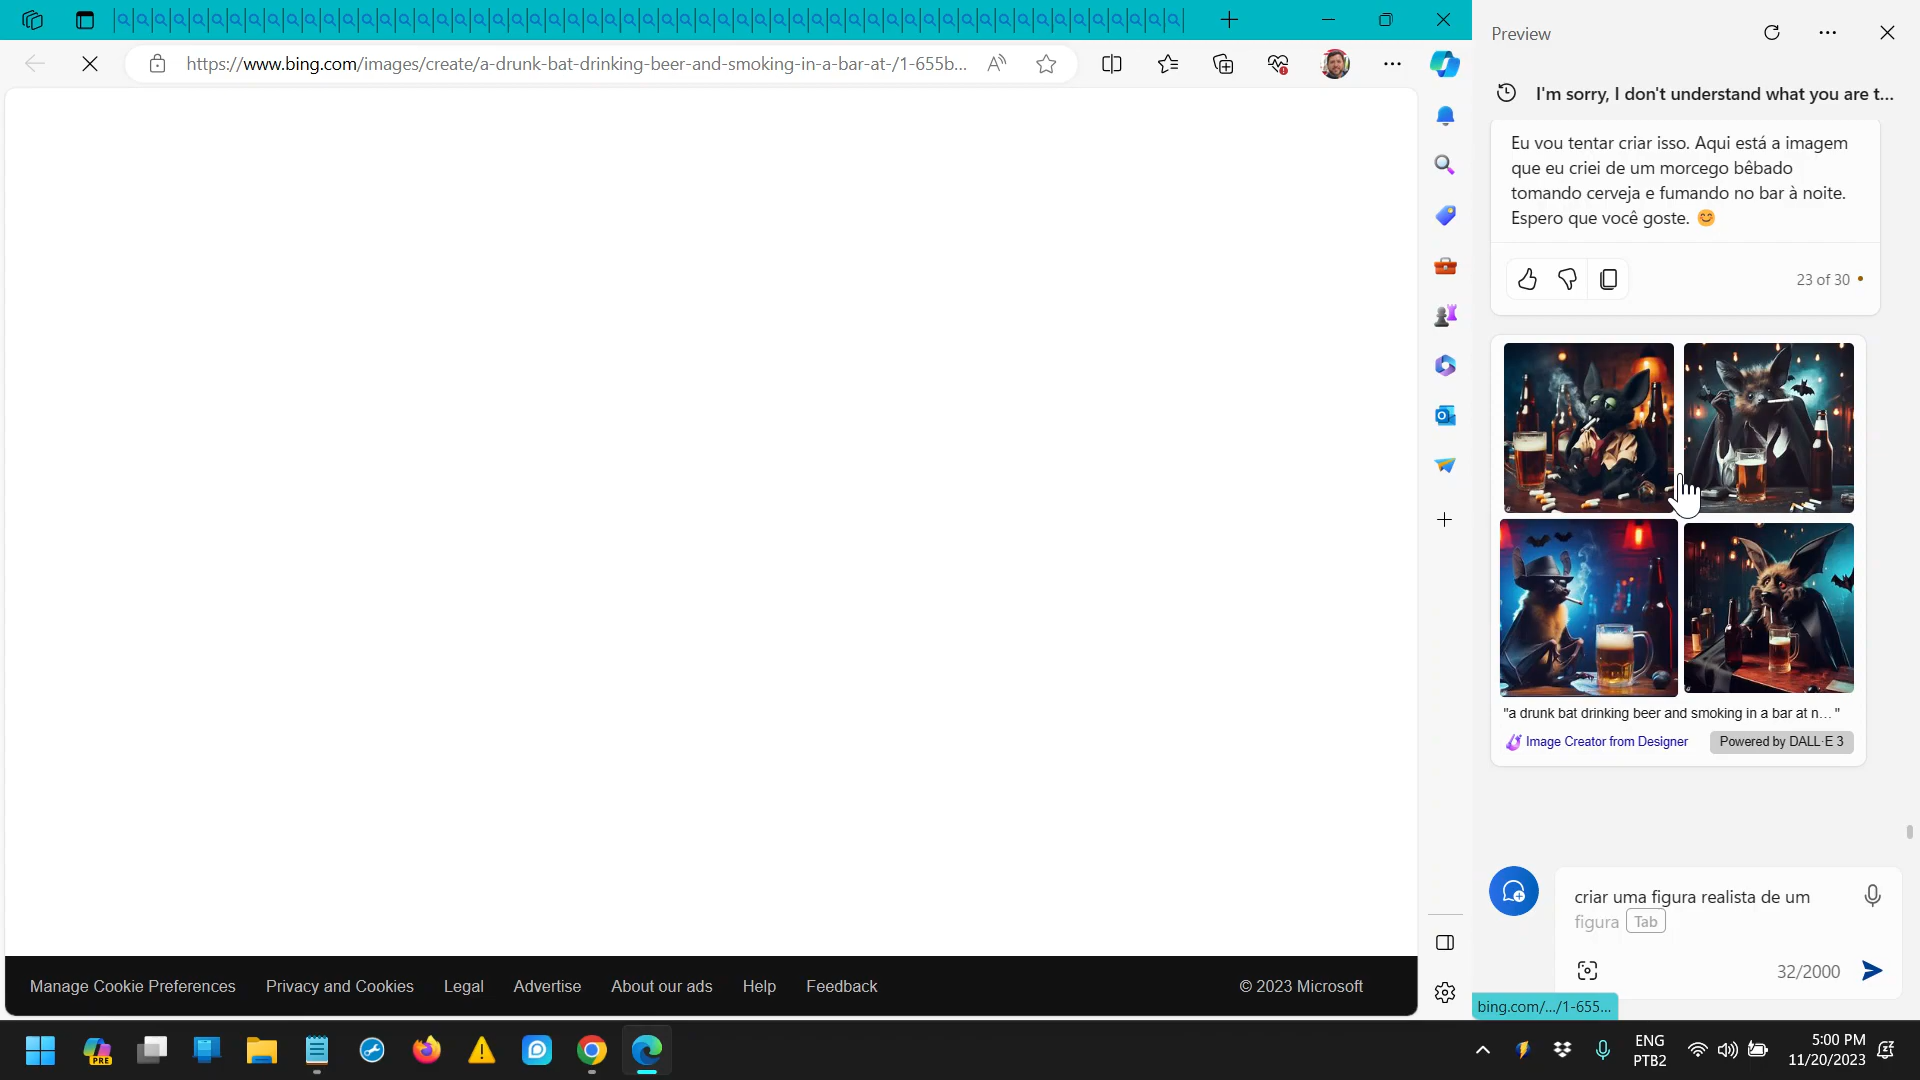 https://www.bing.com/images/create/a-drunk-bat-drinking-beer-and-smoking-in-a-bar-at-/1-655b...
Preview
I'm sorry, I don't understand what you are t...
Eu vou tentar criar isso. Aqui está a imagem
que eu criei de um morcego bêbado
tomando cerveja e fumando no bar à noite.
Espero que você goste. 😊
23 of 30
"a drunk bat drinking beer and smoking in a bar at n... "
Image Creator from Designer
Powered by DALL·E 3
criar uma figura realista de um
figura Tab
32/2000
bing.com/.../1-655...
Manage Cookie Preferences
Privacy and Cookies
Legal
Advertise
About our ads
Help
Feedback
© 2023 Microsoft
PRE
ENG
PTB2
5:00 PM
11/20/2023